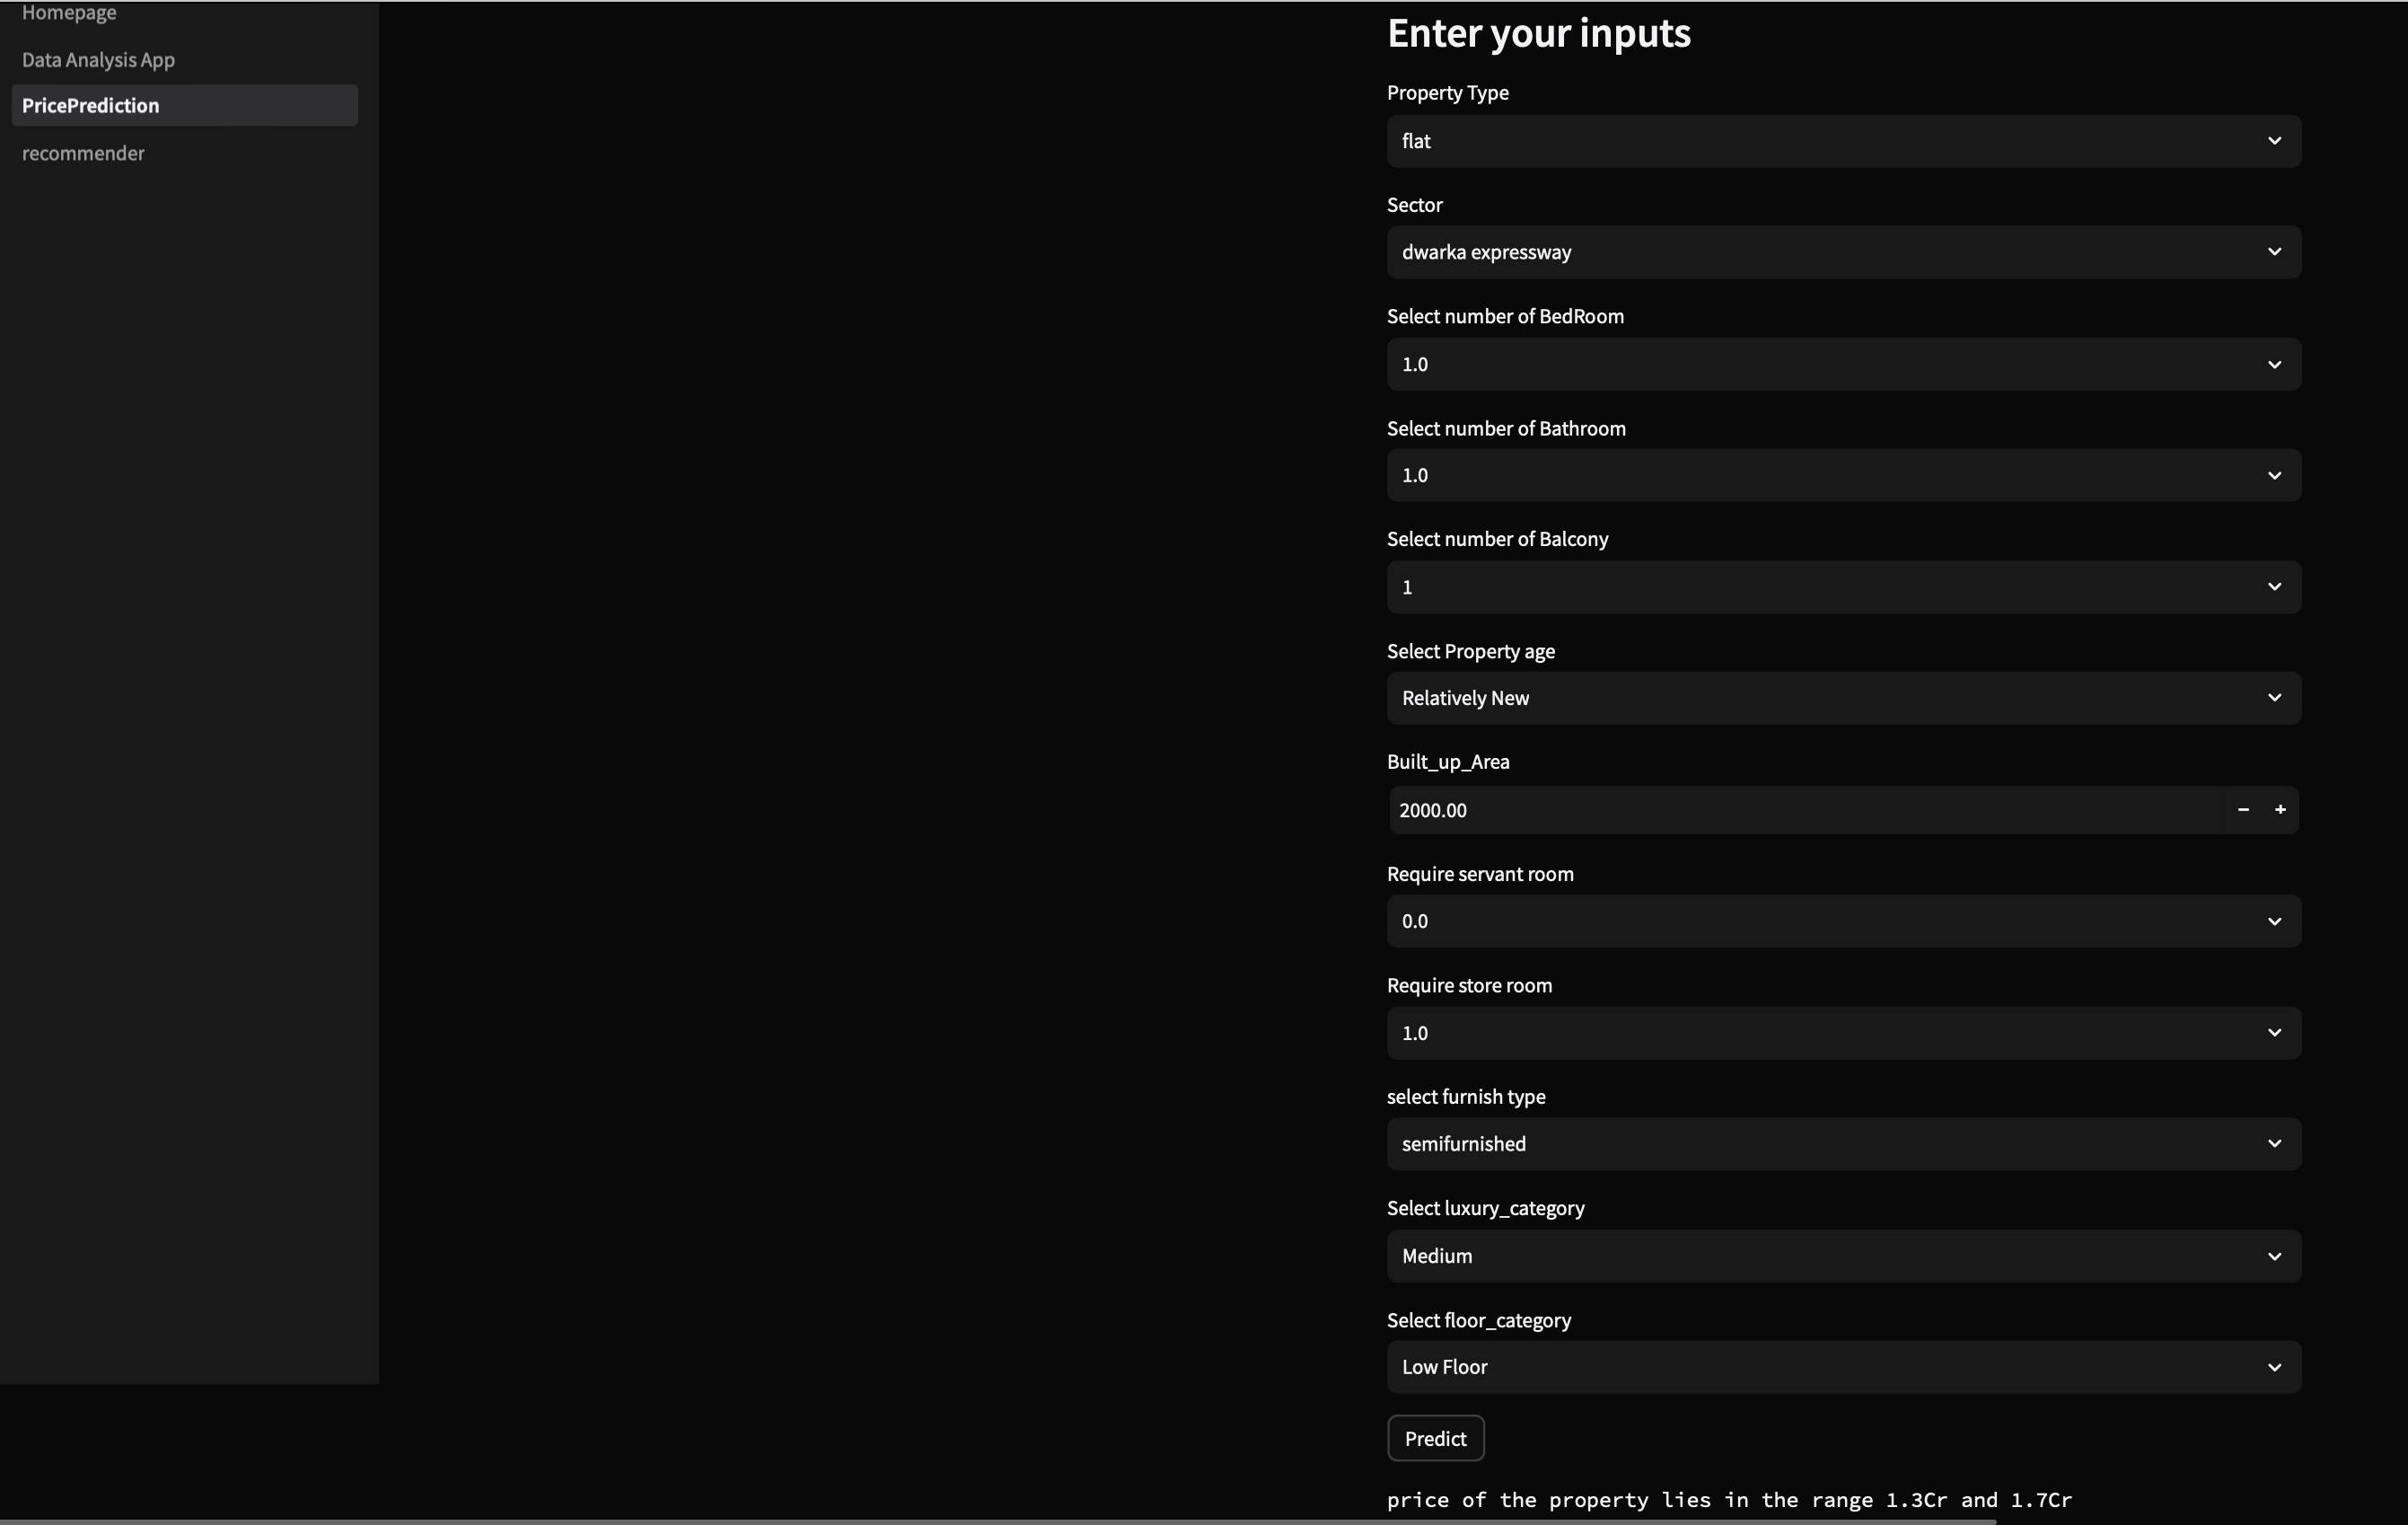 Homepage
Data Analysis App
PricePrediction
recommender
Enter your inputs
Property Type
flat
Sector
dwarka expressway
Select number of BedRoom
1.0
Select number of Bathroom
1.0
Select number of Balcony
1
Select Property age
Relatively New
Built_up_Area
2000.00
Require servant room
0.0
Require store room
1.0
select furnish type
semifurnished
Select luxury_category
Medium
Select floor_category
Low Floor
Predict
price of the property lies in the range 1.3Cr and 1.7Cr